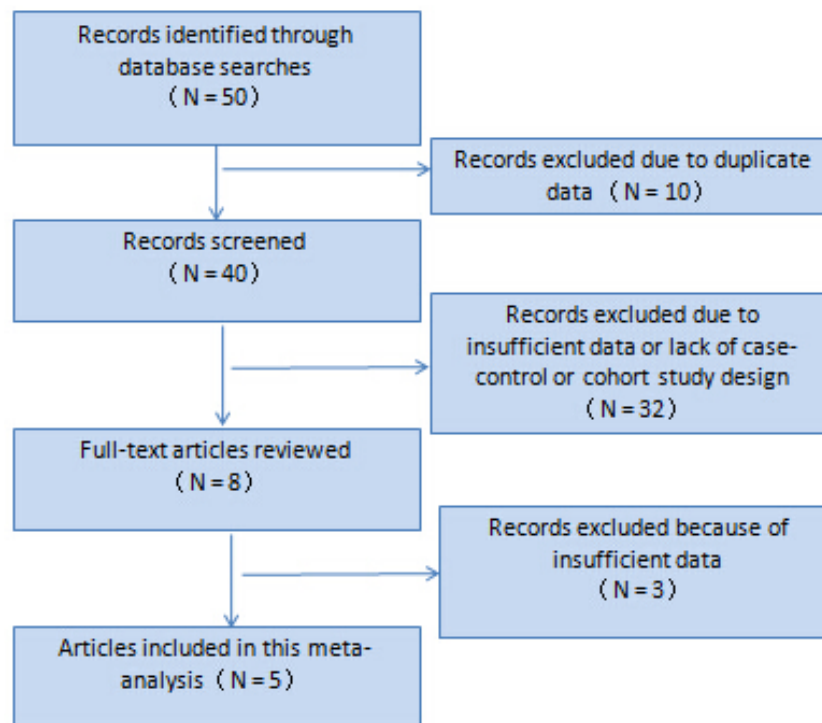 Records identified through
database searches
（N = 50）
Records excluded due to duplicate
data （N = 10）
Records screened
（N = 40）
Records excluded due to
insufficient data or lack of case-
control or cohort study design
（N = 32）
Full-text articles reviewed
（N = 8）
Records excluded because of
insufficient data
（N = 3）
Articles included in this meta-
analysis （N = 5）